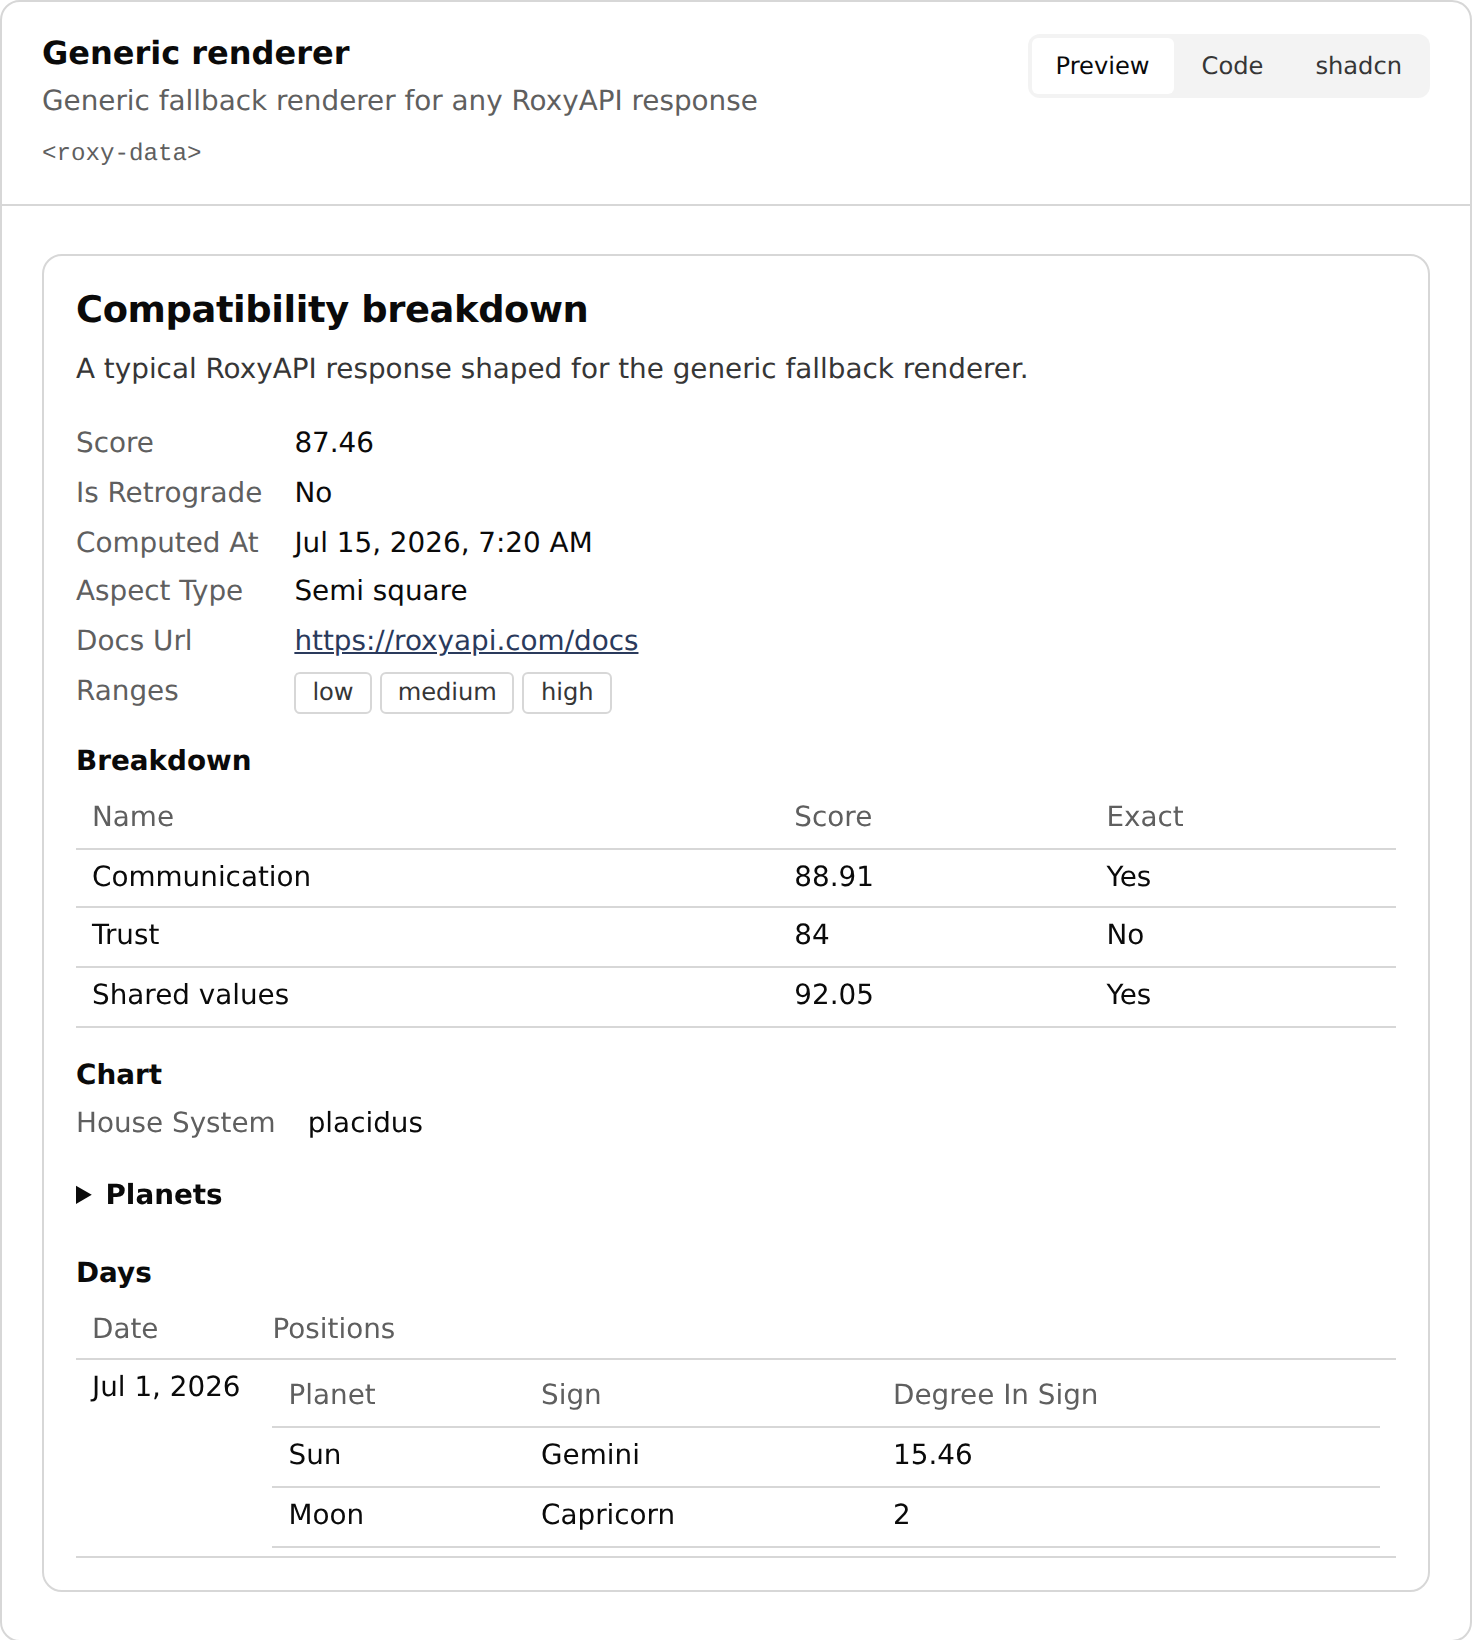 Generic renderer
Preview Code shadcn
Generic fallback renderer for any RoxyAPI response
<roxy-data>
Compatibility breakdown
A typical RoxyAPI response shaped for the generic fallback renderer.
Score 87.46
Is Retrograde No
Computed At Jul 15, 2026, 7:20 AM
Aspect Type Semi square
Docs Url https://roxyapi.com/docs
Ranges low medium high
Breakdown
Name Score Exact
Communication 88.91 Yes
Trust 84 No
Shared values 92.05 Yes
Chart
House System placidus
Planets
Days
Date Positions
Jul 1, 2026 Planet Sign Degree In Sign
Sun Gemini 15.46
Moon Capricorn 2